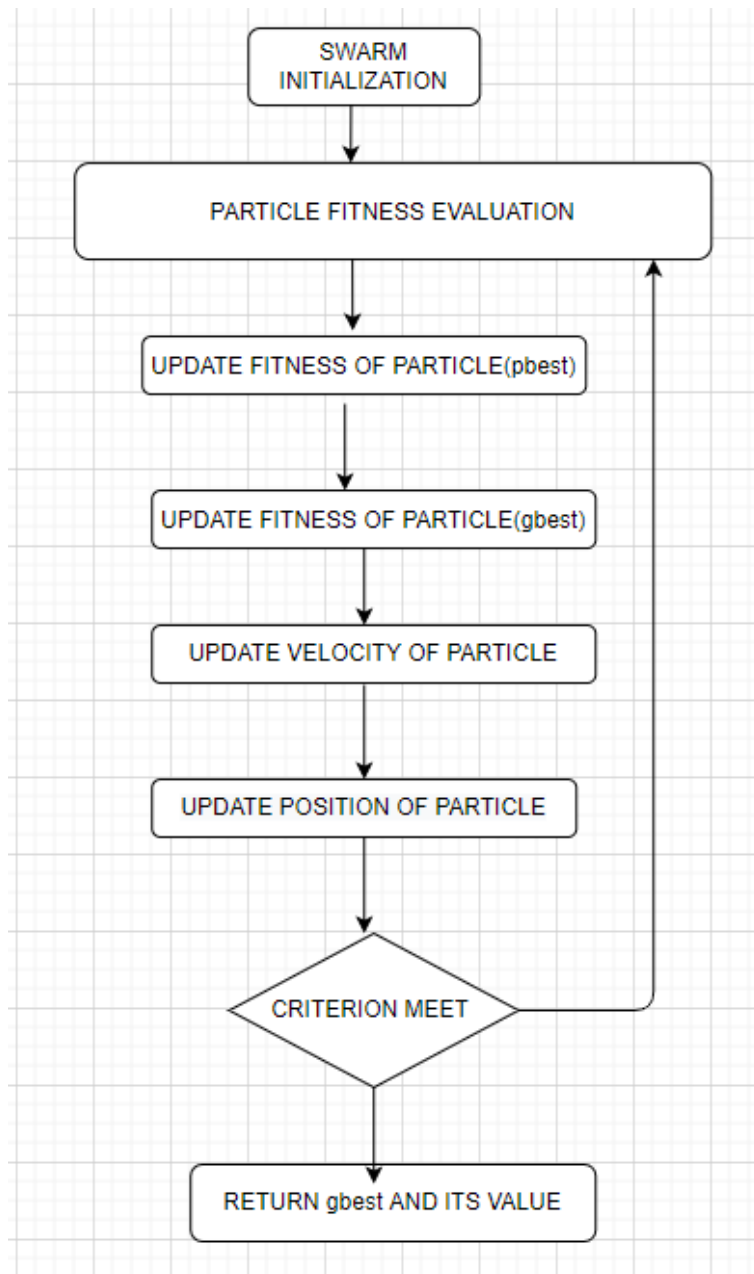 SWARM
INITIALIZATION
PARTICLE FITNESS EVALUATION
UPDATE FITNESS OF PARTICLE(pbest)
UPDATE FITNESS OF PARTICLE(gbest)
UPDATE VELOCITY OF PARTICLE
UPDATE POSITION OF PARTICLE
CRITERION MEET
RETURN gbest AND ITS VALUE